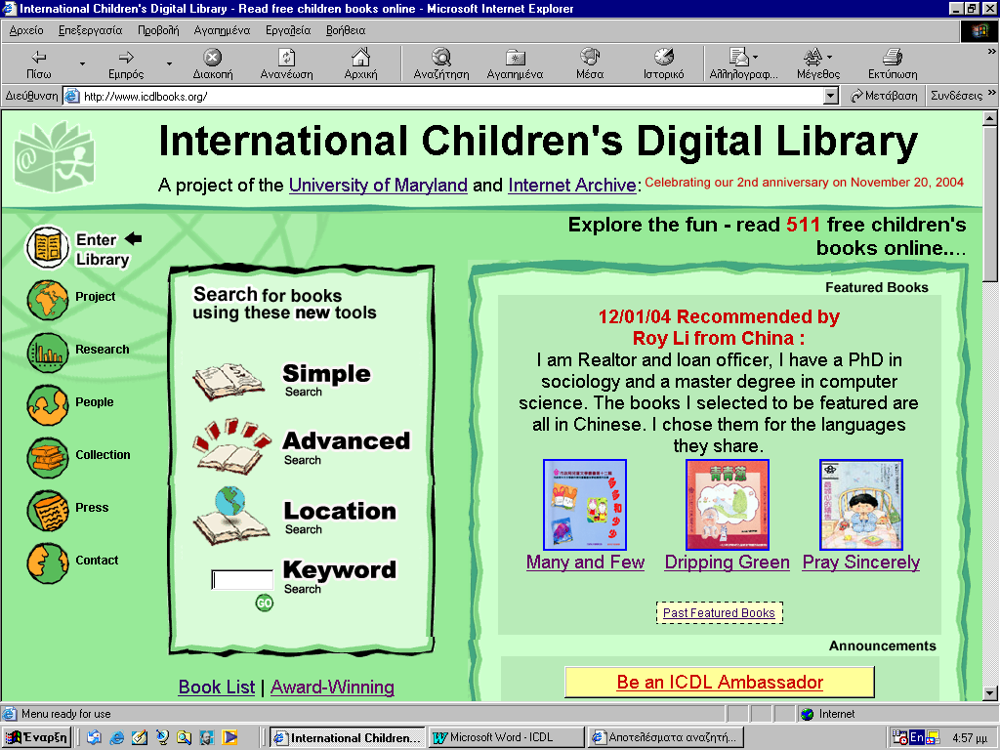 International Children's Digital Library - Read free children books online - Microsoft Internet Explorer
Αρχείο Επεξεργασία Προβολή Αγαπημένα Εργαλεία Βοήθεια
Πίσω Εμπρός Διακοπή Ανανέωση Αρχική Αναζήτηση Αγαπημένα Μέσα Ιστορικό Αλληλογραφ... Μέγεθος Εκτύπωση »
Διεύθυνση http://www.icdlbooks.org/ Μετάβαση Συνδέσεις »
International Children's Digital Library
A project of the University of Maryland and Internet Archive: Celebrating our 2nd anniversary on November 20, 2004
Explore the fun - read 511 free children's
books online....
Enter
Library
Project
Research
People
Collection
Press
Contact
Search for books
using these new tools
Simple
Search
Advanced
Search
Location
Search
Keyword
Search
GO
Book List | Award-Winning
Featured Books
12/01/04 Recommended by
Roy Li from China :
I am Realtor and loan officer, I have a PhD in
sociology and a master degree in computer
science. The books I selected to be featured are
all in Chinese. I chose them for the languages
they share.
青青爸
Many and Few Dripping Green Pray Sincerely
Past Featured Books
Announcements
Be an ICDL Ambassador
Menu ready for use Internet
Έναρξη International Children... Microsoft Word - ICDL Αποτελέσματα αναζητή... En 4:57 μμ